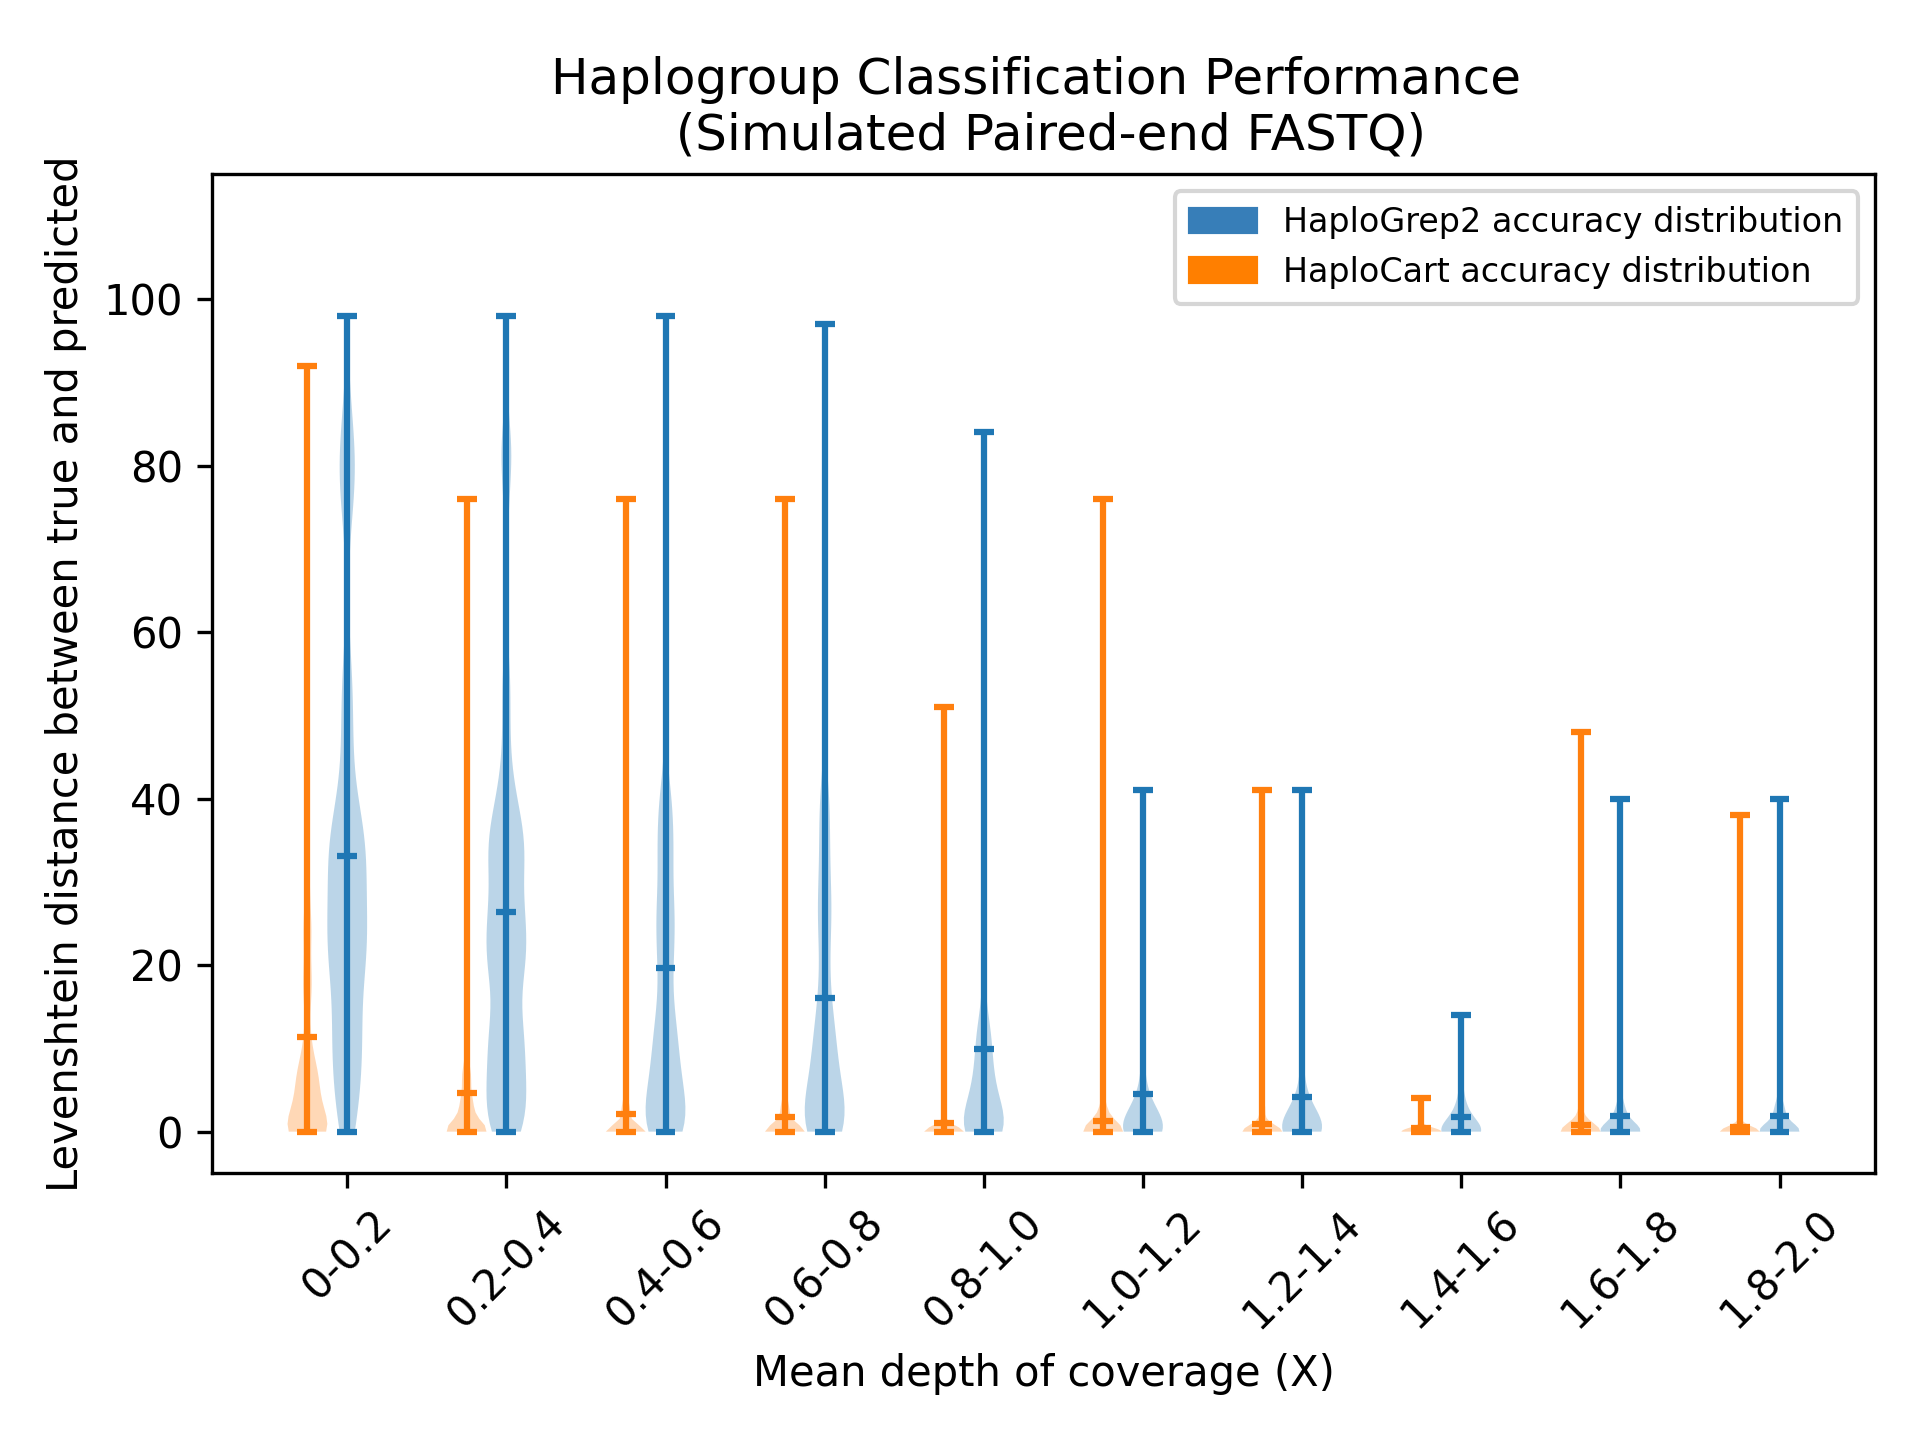 Haplogroup Classification Performance
(Simulated Paired-end FASTQ)
HaploGrep2 accuracy distribution
HaploCart accuracy distribution
Levenshtein distance between true and predicted
100
80
60
40
20
0
0-0.2
0.2-0.4
0.4-0.6
0.6-0.8
0.8-1.0
1.0-1.2
1.2-1.4
1.4-1.6
1.6-1.8
1.8-2.0
Mean depth of coverage (X)